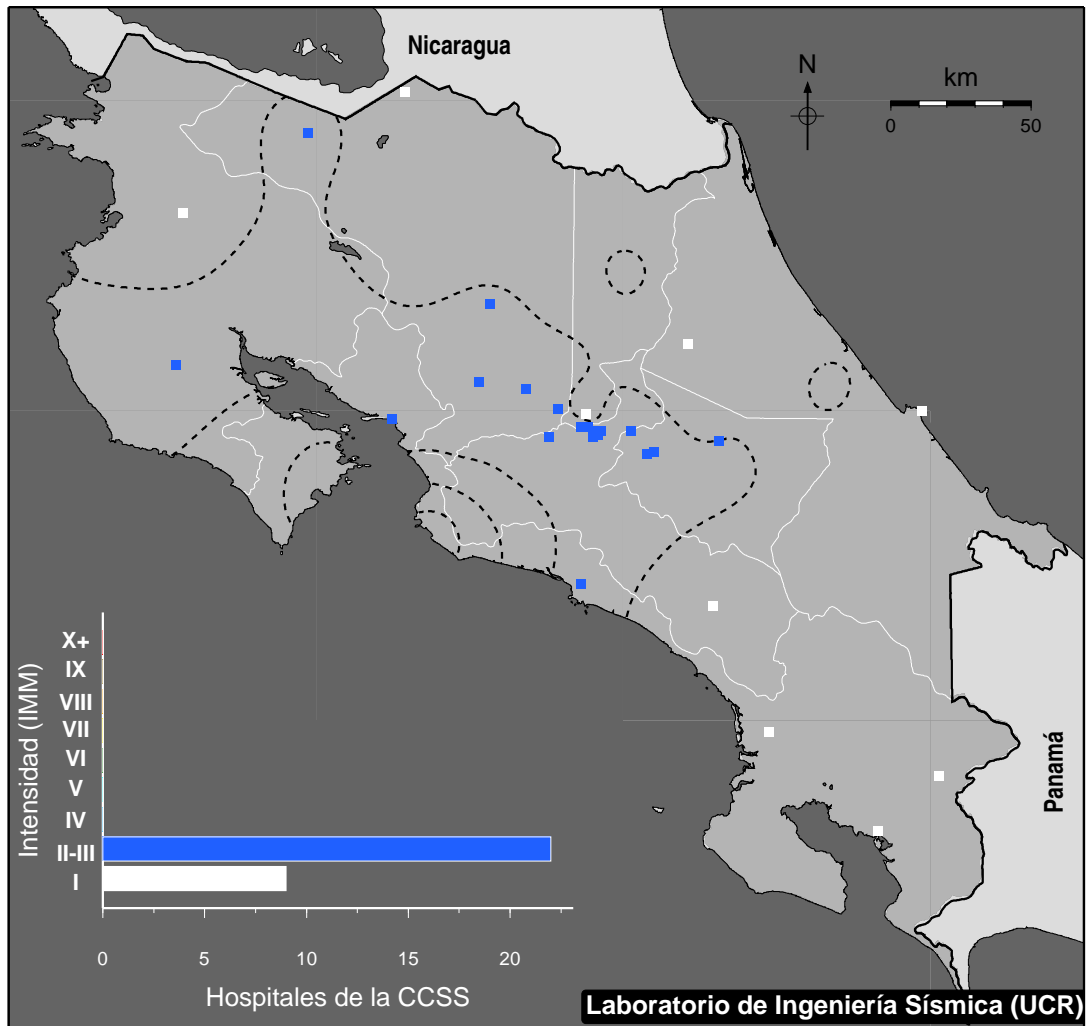 Nicaragua
N
km
0 50
Panamá
Intensidad (IMM)
X+
IX
VIII
VII
VI
V
IV
II-III
I
0 5 10 15 20
Hospitales de la CCSS
Laboratorio de Ingeniería Sísmica (UCR)